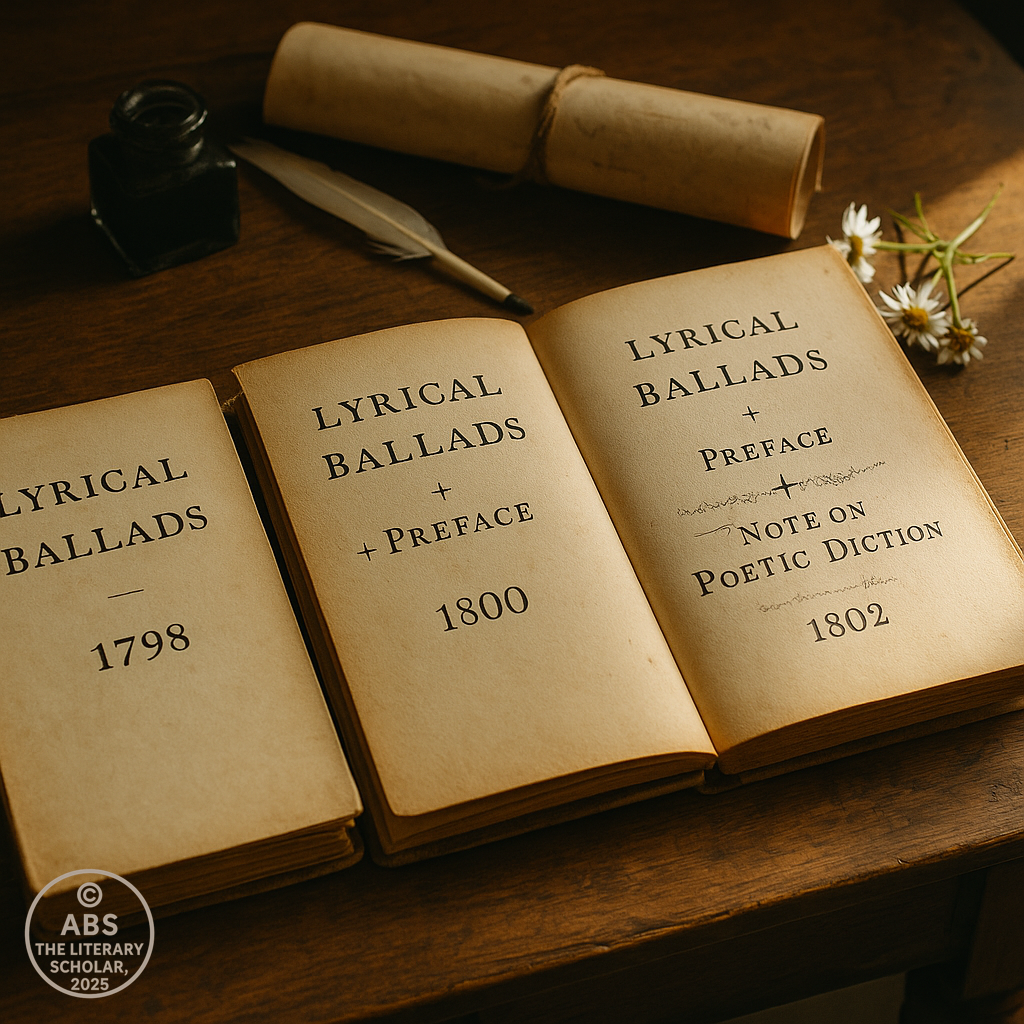 LYRICAL
BALLADS
—
1798
LYRICAL
BALLADS
+
+ PREFACE
1800
LYRICAL
BALLADS
+
PREFACE
+
NOTE ON
POETIC DICTION
1802
©
ABS
THE LITERARY
SCHOLAR,
2025